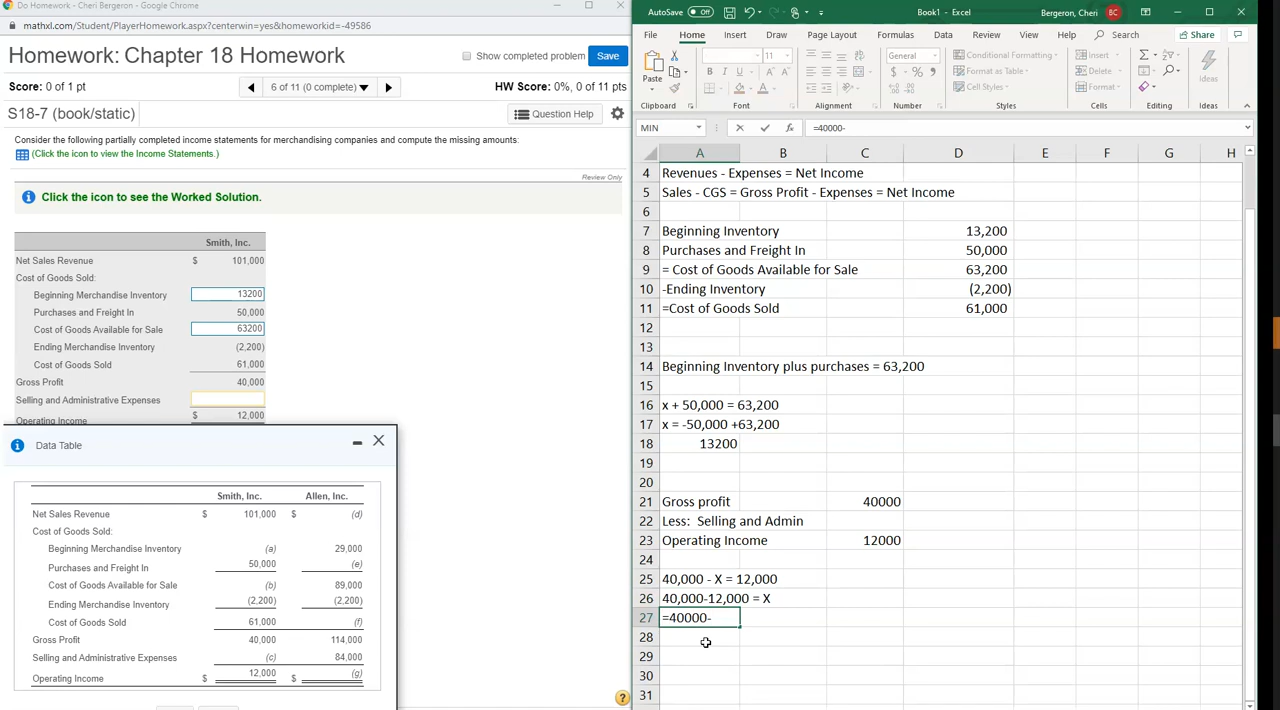 Do Homework - Cheri Bergeron - Google Chrome
mathxl.com/Student/PlayerHomework.aspx?centerwin=yes&homeworkid=-49586
Homework: Chapter 18 Homework
Show completed problem
Save
Score: 0 of 1 pt
6 of 11 (0 complete)
HW Score: 0%, 0 of 11 pts
S18-7 (book/static)
Question Help
Consider the following partially completed income statements for merchandising companies and compute the missing amounts:
(Click the icon to view the Income Statements.)
Review Only
Click the icon to see the Worked Solution.
Smith, Inc.
Net Sales Revenue $ 101,000
Cost of Goods Sold:
Beginning Merchandise Inventory 13200
Purchases and Freight In 50,000
Cost of Goods Available for Sale 63200
Ending Merchandise Inventory (2,200)
Cost of Goods Sold 61,000
Gross Profit 40,000
Selling and Administrative Expenses
Operating Income $ 12,000
Data Table
Smith, Inc. Allen, Inc.
Net Sales Revenue $ 101,000 $ (d)
Cost of Goods Sold:
Beginning Merchandise Inventory (a) 29,000
Purchases and Freight In 50,000 (e)
Cost of Goods Available for Sale (b) 89,000
Ending Merchandise Inventory (2,200) (2,200)
Cost of Goods Sold 61,000 (f)
Gross Profit 40,000 114,000
Selling and Administrative Expenses (c) 84,000
Operating Income $ 12,000 $ (g)
AutoSave Off
Book1 - Excel
Bergeron, Cheri BC
File Home Insert Draw Page Layout Formulas Data Review View Help Search Share
Paste
11
B I U
General
$ % 9
Conditional Formatting
Format as Table
Cell Styles
Insert
Delete
Format
Ideas
Clipboard Font Alignment Number Styles Cells Editing Ideas
MIN fx =40000-
A B C D E F G H
4 Revenues - Expenses = Net Income
5 Sales - CGS = Gross Profit - Expenses = Net Income
6
7 Beginning Inventory 13,200
8 Purchases and Freight In 50,000
9 = Cost of Goods Available for Sale 63,200
10 -Ending Inventory (2,200)
11 =Cost of Goods Sold 61,000
12
13
14 Beginning Inventory plus purchases = 63,200
15
16 x + 50,000 = 63,200
17 x = -50,000 +63,200
18 13200
19
20
21 Gross profit 40000
22 Less: Selling and Admin
23 Operating Income 12000
24
25 40,000 - X = 12,000
26 40,000-12,000 = X
27 =40000-
28
29
30
31